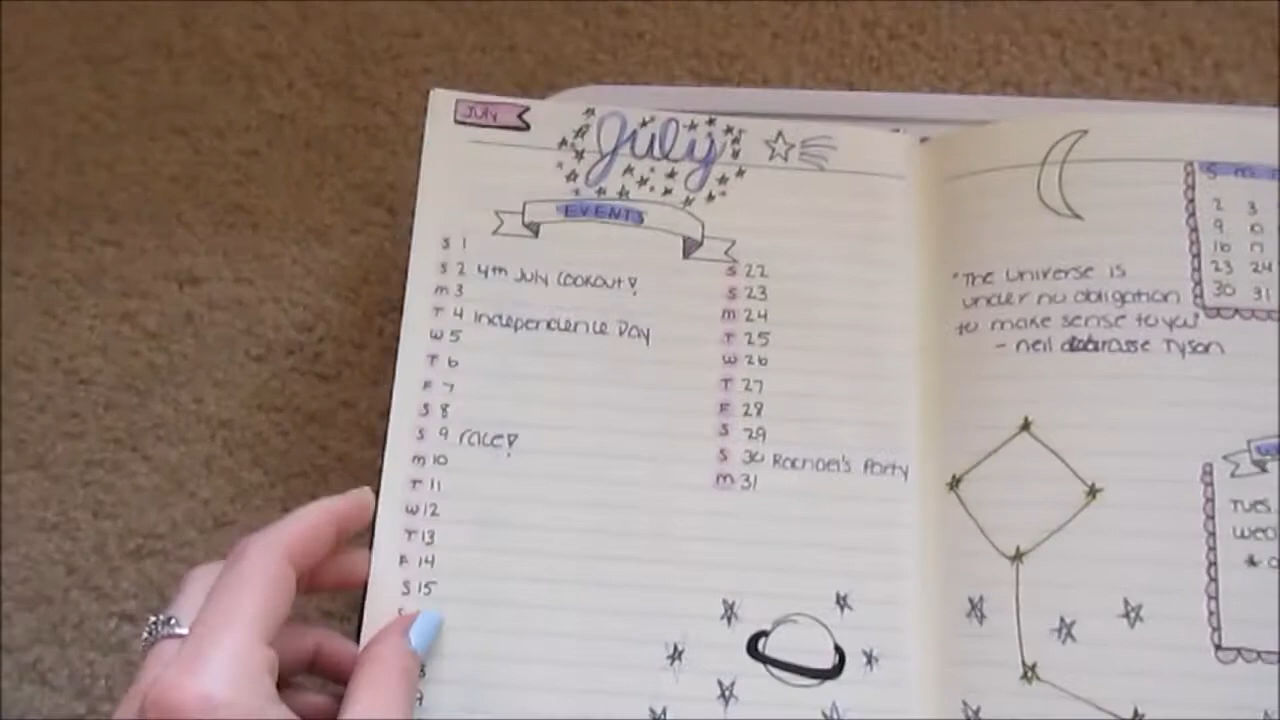 July
July
EVENTS
S 1
S 2 4th July Cookout!
M 3
T 4 Independence Day
W 5
T 6
F 7
S 8
S 9 race!
M 10
T 11
W 12
T 13
F 14
S 15
S 22
S 23
M 24
T 25
W 26
T 27
F 28
S 29
S 30 Rachael's Party
M 31
"The Universe is
under no obligation
to make sense to you"
- neil Tyson
S M
2 3
9 10
16 17
23 24
30 31
Tues
Wed